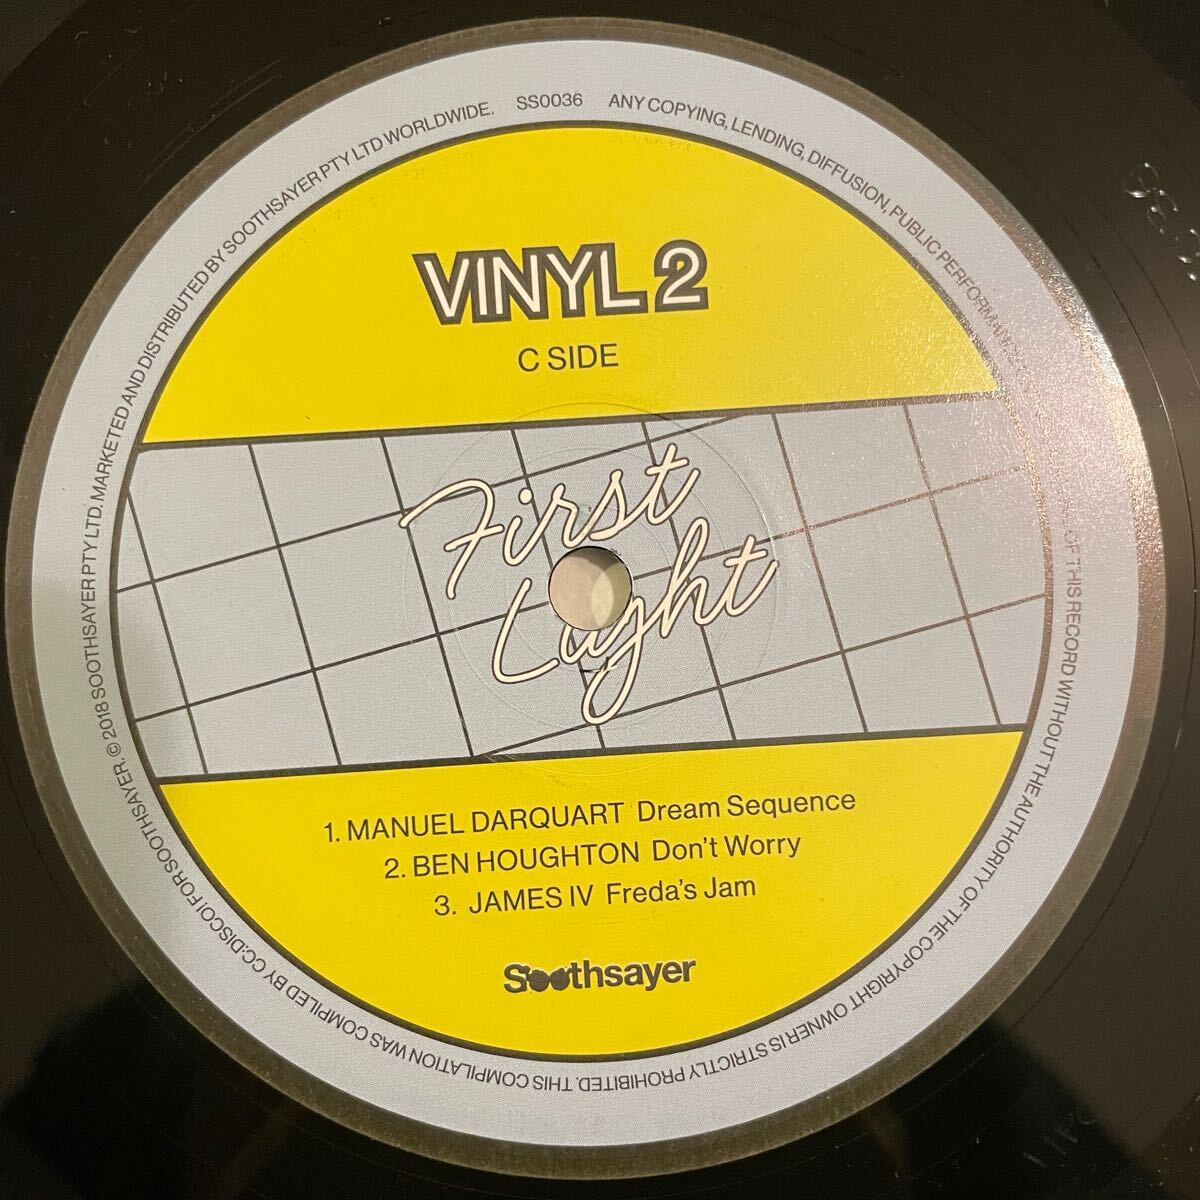 VINYL 2
C SIDE
First
Light
1. MANUEL DARQUART Dream Sequence
2. BEN HOUGHTON Don't Worry
3. JAMES IV Freda's Jam
Soothsayer
SS0036 ANY COPYING, LENDING, DIFFUSION, PUBLIC PERFORMANCE OF THIS RECORD WITHOUT THE AUTHORITY OF THE COPYRIGHT OWNER IS STRICTLY PROHIBITED. THIS COMPILATION WAS COMPILED BY CC:DISCO! FOR SOOTHSAYER. © 2018 SOOTHSAYER PTY LTD. MARKETED AND DISTRIBUTED BY SOOTHSAYER PTY LTD WORLDWIDE.